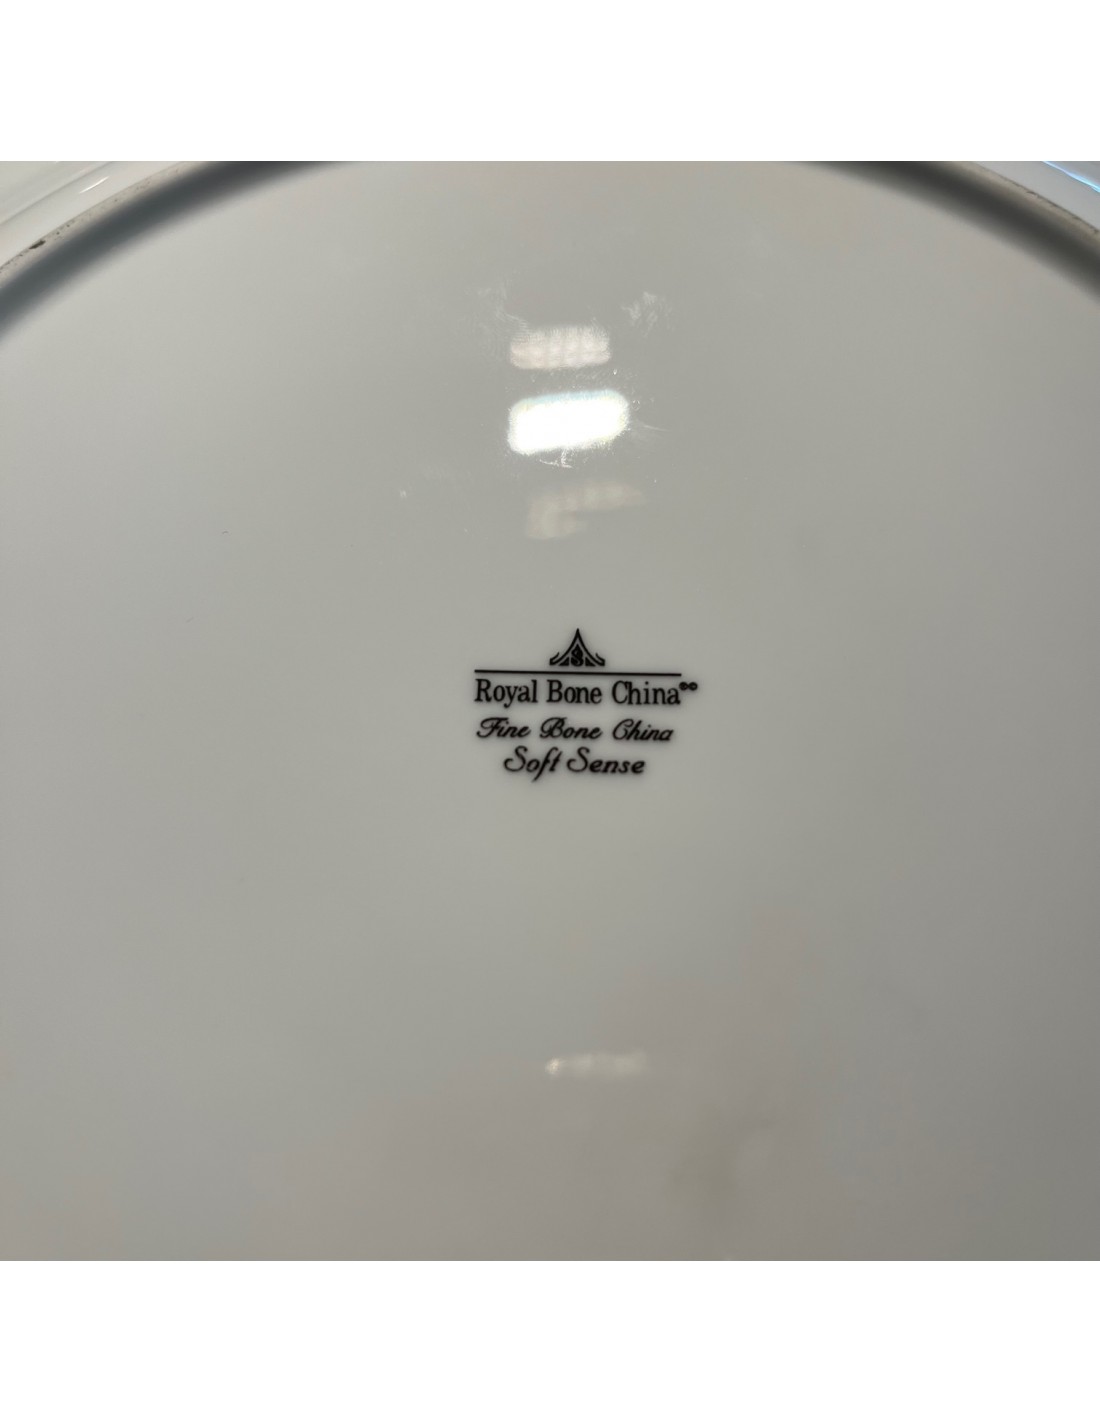 Royal Bone China
Fine Bone China
Soft Sense